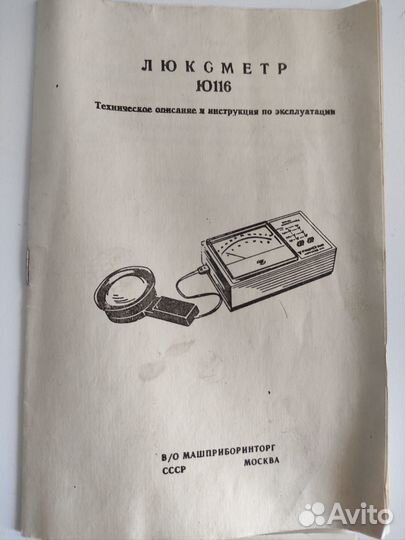 ЛЮКСМЕТР
Ю116
Техническое описание и инструкция по эксплуатации
В/О МАШПРИБОРИНТОРГ
СССР МОСКВА
Avito